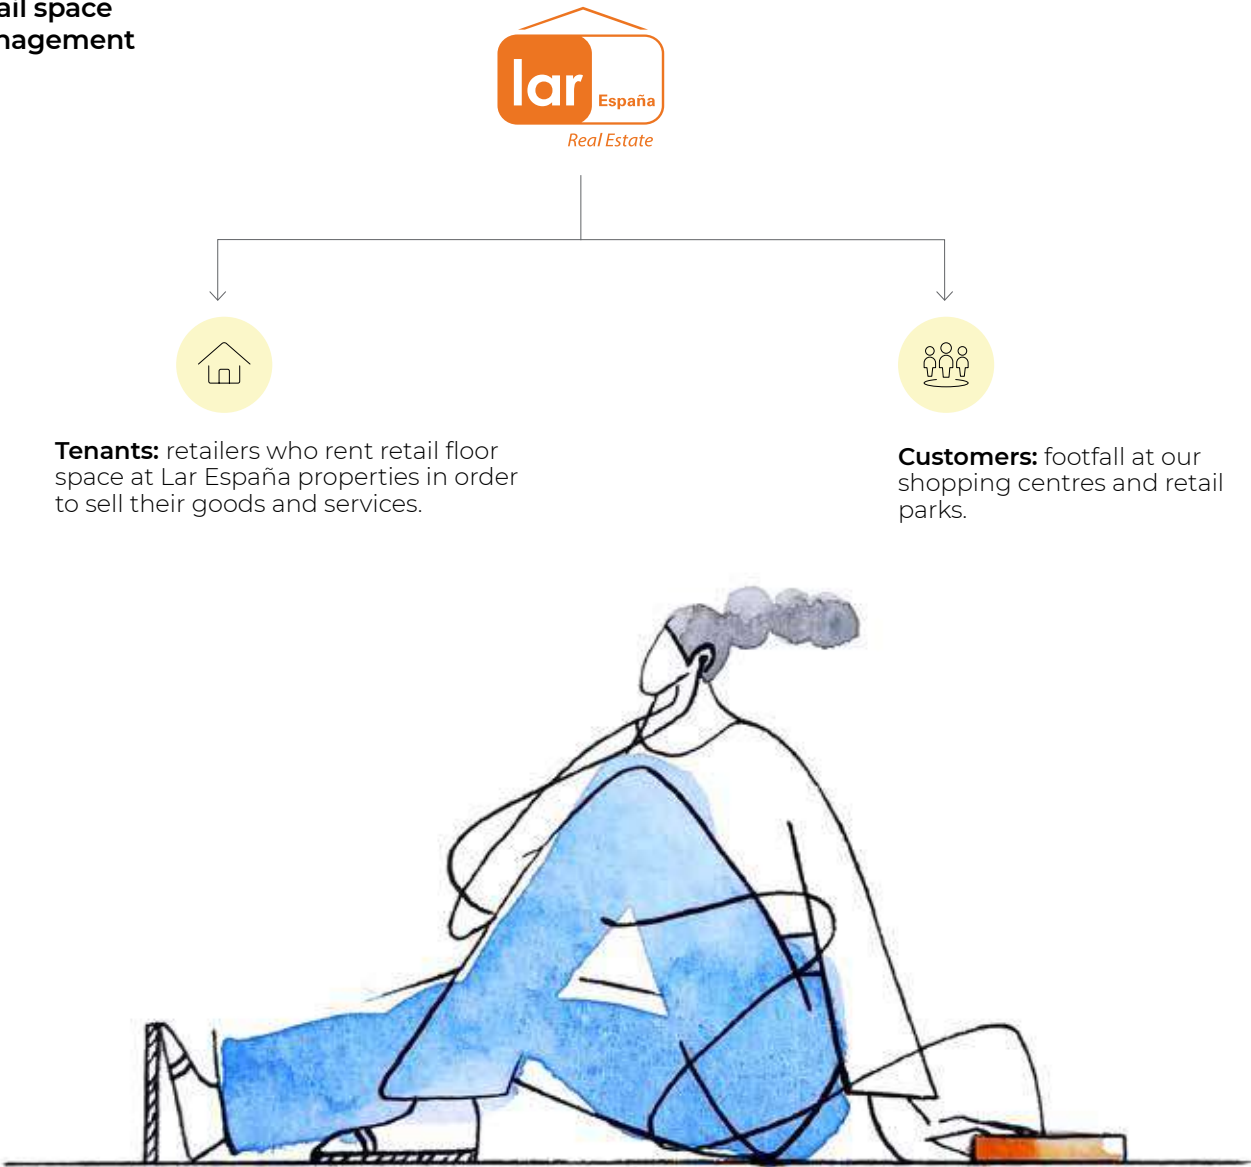 ail space
nagement
lar
España
Real Estate
Tenants: retailers who rent retail floor
space at Lar España properties in order
to sell their goods and services.
Customers: footfall at our
shopping centres and retail
parks.